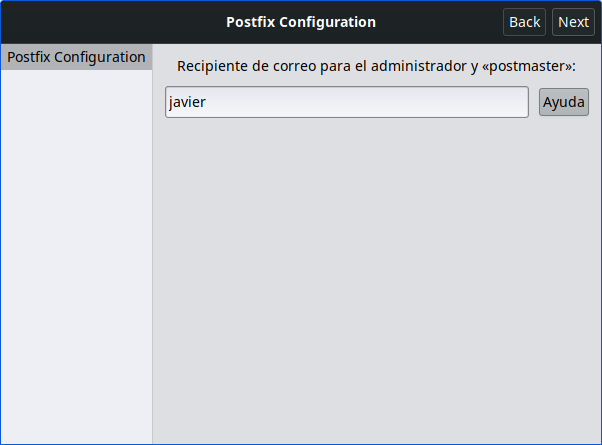 Postfix Configuration
Back
Next
Postfix Configuration
Recipiente de correo para el administrador y «postmaster»:
javier
Ayuda